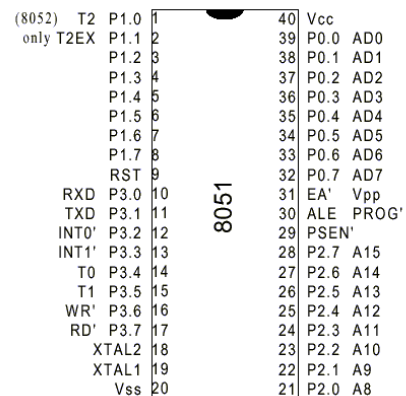 (8052) T2 P1.0 1 40 Vcc
only T2EX P1.1 2 39 P0.0 AD0
P1.2 3 38 P0.1 AD1
P1.3 4 37 P0.2 AD2
P1.4 5 36 P0.3 AD3
P1.5 6 35 P0.4 AD4
P1.6 7 34 P0.5 AD5
P1.7 8 33 P0.6 AD6
RST 9 32 P0.7 AD7
RXD P3.0 10 31 EA' Vpp
TXD P3.1 11 30 ALE PROG'
INT0' P3.2 12 29 PSEN'
INT1' P3.3 13 28 P2.7 A15
T0 P3.4 14 27 P2.6 A14
T1 P3.5 15 26 P2.5 A13
WR' P3.6 16 25 P2.4 A12
RD' P3.7 17 24 P2.3 A11
XTAL2 18 23 P2.2 A10
XTAL1 19 22 P2.1 A9
Vss 20 21 P2.0 A8
8051